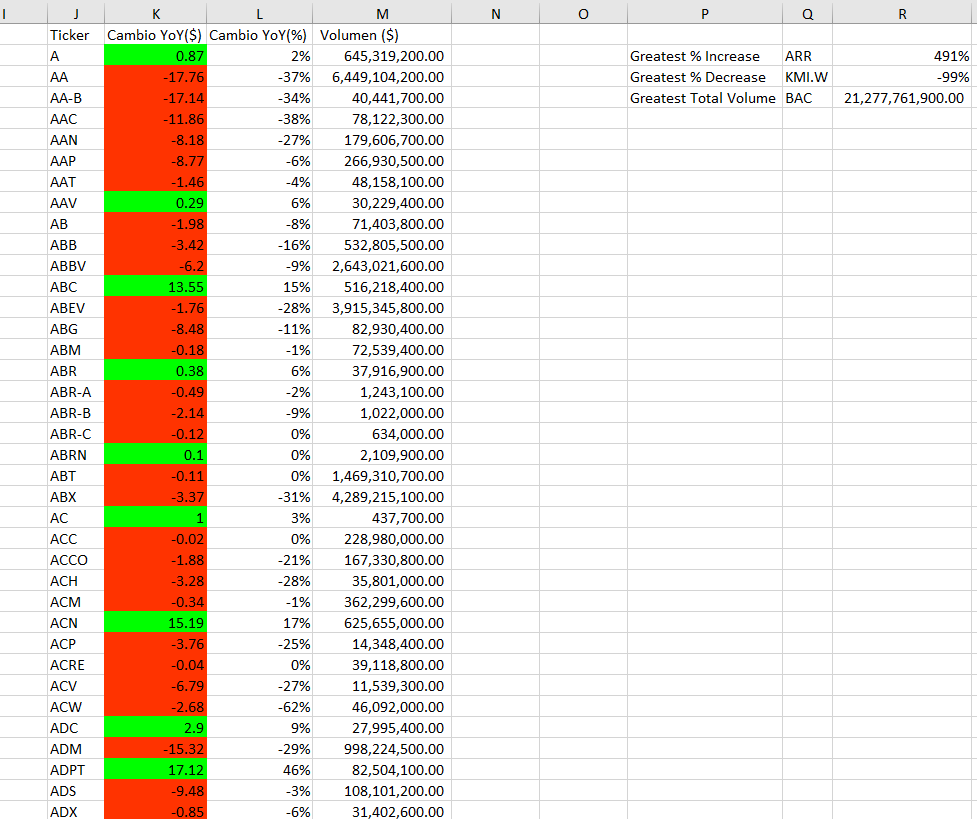 I J K L M N O P Q R
Ticker Cambio YoY($) Cambio YoY(%) Volumen ($)
A 0.87 2% 645,319,200.00 Greatest % Increase ARR 491%
AA -17.76 -37% 6,449,104,200.00 Greatest % Decrease KMI.W -99%
AA-B -17.14 -34% 40,441,700.00 Greatest Total Volume BAC 21,277,761,900.00
AAC -11.86 -38% 78,122,300.00
AAN -8.18 -27% 179,606,700.00
AAP -8.77 -6% 266,930,500.00
AAT -1.46 -4% 48,158,100.00
AAV 0.29 6% 30,229,400.00
AB -1.98 -8% 71,403,800.00
ABB -3.42 -16% 532,805,500.00
ABBV -6.2 -9% 2,643,021,600.00
ABC 13.55 15% 516,218,400.00
ABEV -1.76 -28% 3,915,345,800.00
ABG -8.48 -11% 82,930,400.00
ABM -0.18 -1% 72,539,400.00
ABR 0.38 6% 37,916,900.00
ABR-A -0.49 -2% 1,243,100.00
ABR-B -2.14 -9% 1,022,000.00
ABR-C -0.12 0% 634,000.00
ABRN 0.1 0% 2,109,900.00
ABT -0.11 0% 1,469,310,700.00
ABX -3.37 -31% 4,289,215,100.00
AC 1 3% 437,700.00
ACC -0.02 0% 228,980,000.00
ACCO -1.88 -21% 167,330,800.00
ACH -3.28 -28% 35,801,000.00
ACM -0.34 -1% 362,299,600.00
ACN 15.19 17% 625,655,000.00
ACP -3.76 -25% 14,348,400.00
ACRE -0.04 0% 39,118,800.00
ACV -6.79 -27% 11,539,300.00
ACW -2.68 -62% 46,092,000.00
ADC 2.9 9% 27,995,400.00
ADM -15.32 -29% 998,224,500.00
ADPT 17.12 46% 82,504,100.00
ADS -9.48 -3% 108,101,200.00
ADX -0.85 -6% 31,402,600.00